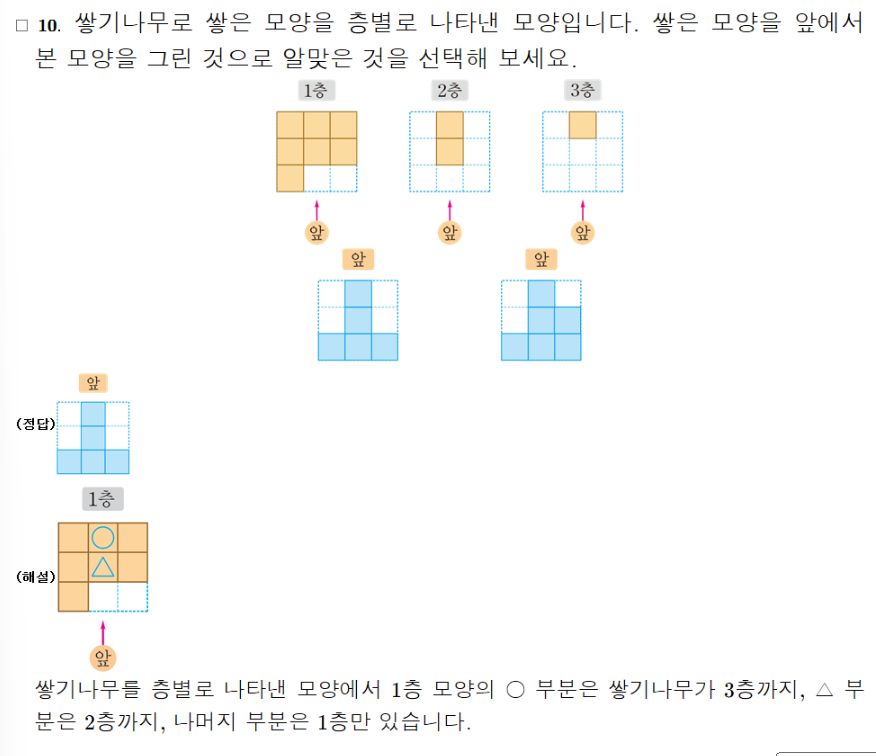 □ 10. 쌓기나무로 쌓은 모양을 층별로 나타낸 모양입니다. 쌓은 모양을 앞에서
본 모양을 그린 것으로 알맞은 것을 선택해 보세요.
1층 2층 3층
앞 앞 앞
앞 앞
앞
(정답)
1층
(해설)
앞
쌓기나무를 층별로 나타낸 모양에서 1층 모양의 ○ 부분은 쌓기나무가 3층까지, △ 부
분은 2층까지, 나머지 부분은 1층만 있습니다.